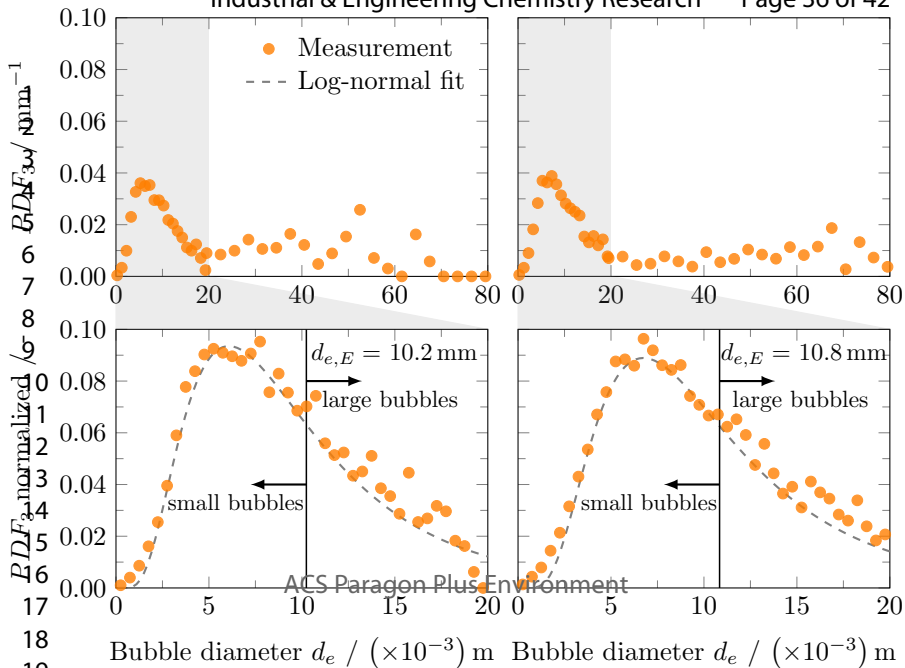 Industrial & Engineering Chemistry Research Page 36 of 42
0.10
0.08
0.06
0.04
0.02
0.00
PDF₃ / mm⁻¹
Measurement
Log-normal fit
0 20 40 60 80
0 20 40 60 80
0.10
0.08
0.06
0.04
0.02
0.00
PDF₃ normalized /
d_{e,E} = 10.2 mm
large bubbles
small bubbles
d_{e,E} = 10.8 mm
large bubbles
small bubbles
0 5 10 15 20
0 5 10 15 20
ACS Paragon Plus Environment
Bubble diameter d_e / (×10⁻³) m
Bubble diameter d_e / (×10⁻³) m
1
2
3
4
5
6
7
8
9
10
11
12
13
14
15
16
17
18
19